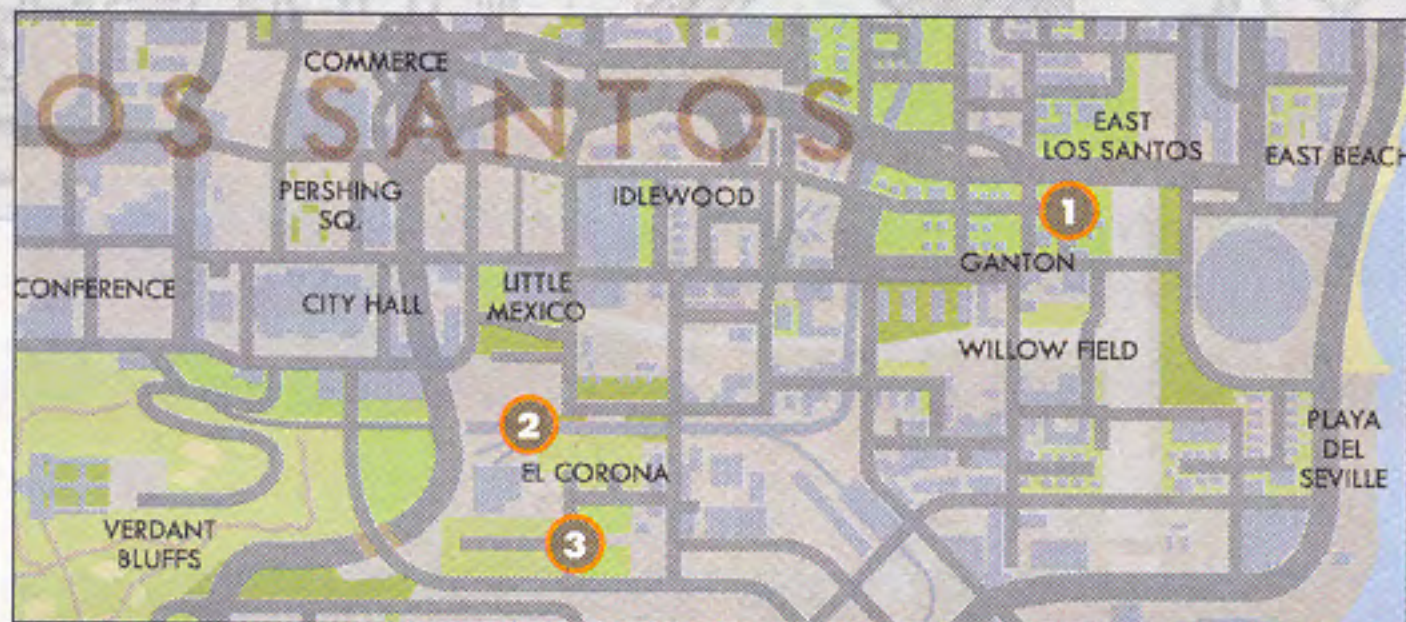 COMMERCE
OS SANTOS
EAST
LOS SANTOS
EAST BEACH
PERSHING
SQ.
IDLEWOOD
1
GANTON
CONFERENCE
CITY HALL
LITTLE
MEXICO
WILLOW FIELD
2
EL CORONA
PLAYA
DEL
SEVILLE
VERDANT
BLUFFS
3